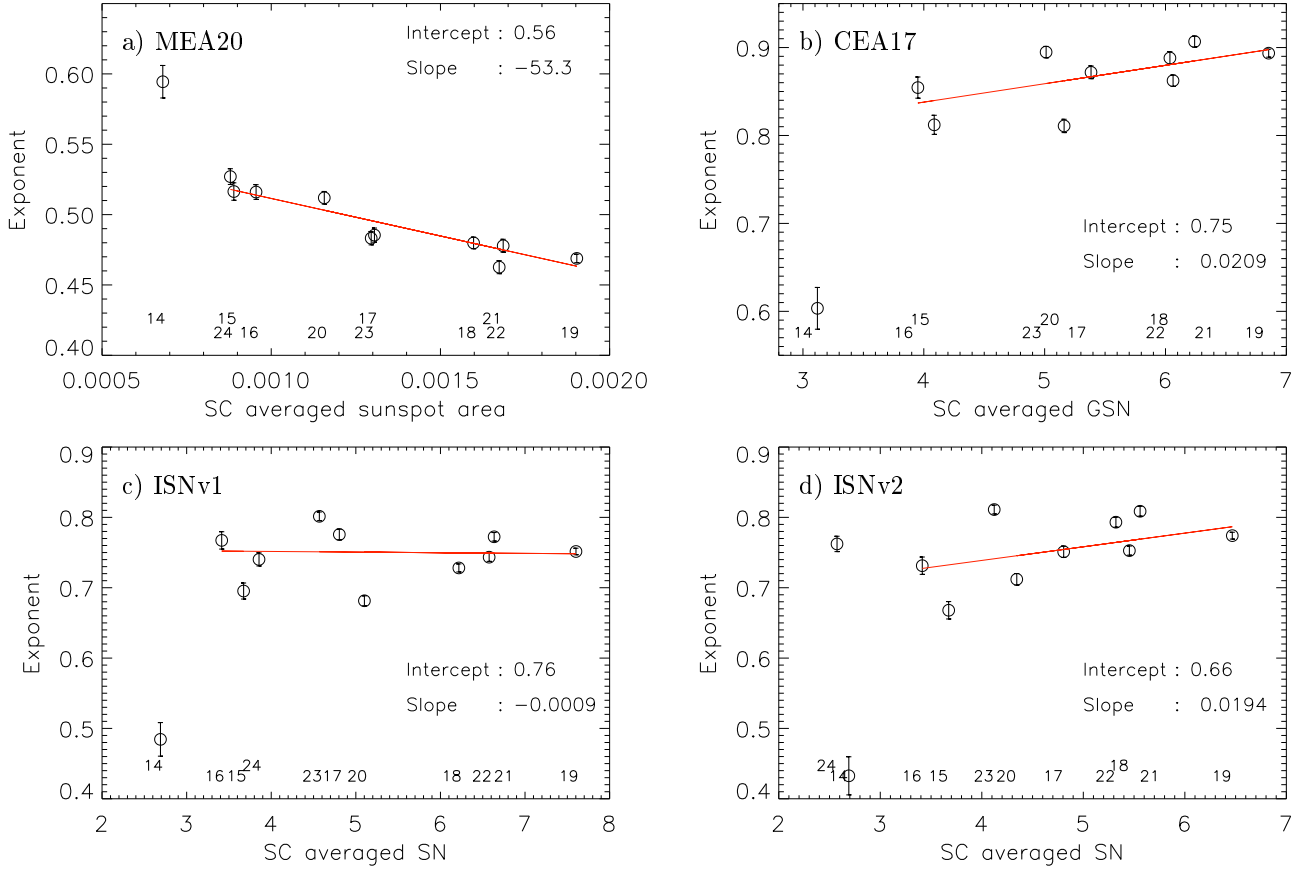 a) MEA20
Intercept : 0.56
Slope : −53.3
Exponent
0.60
0.55
0.50
0.45
0.40
14
15
24 16
20
17
23
18
21
22
19
0.0005 0.0010 0.0015 0.0020
SC averaged sunspot area
b) CEA17
Intercept : 0.75
Slope : 0.0209
Exponent
0.9
0.8
0.7
0.6
14
16 15
23 20
17
18
22
21
19
3 4 5 6 7
SC averaged GSN
c) ISNv1
Intercept : 0.76
Slope : −0.0009
Exponent
0.9
0.8
0.7
0.6
0.5
0.4
14
16 15 24
23 17 20
18 22 21
19
2 3 4 5 6 7 8
SC averaged SN
d) ISNv2
Intercept : 0.66
Slope : 0.0194
Exponent
0.9
0.8
0.7
0.6
0.5
0.4
24
14
16 15
23 20
17
18
22
21
19
2 3 4 5 6 7
SC averaged SN